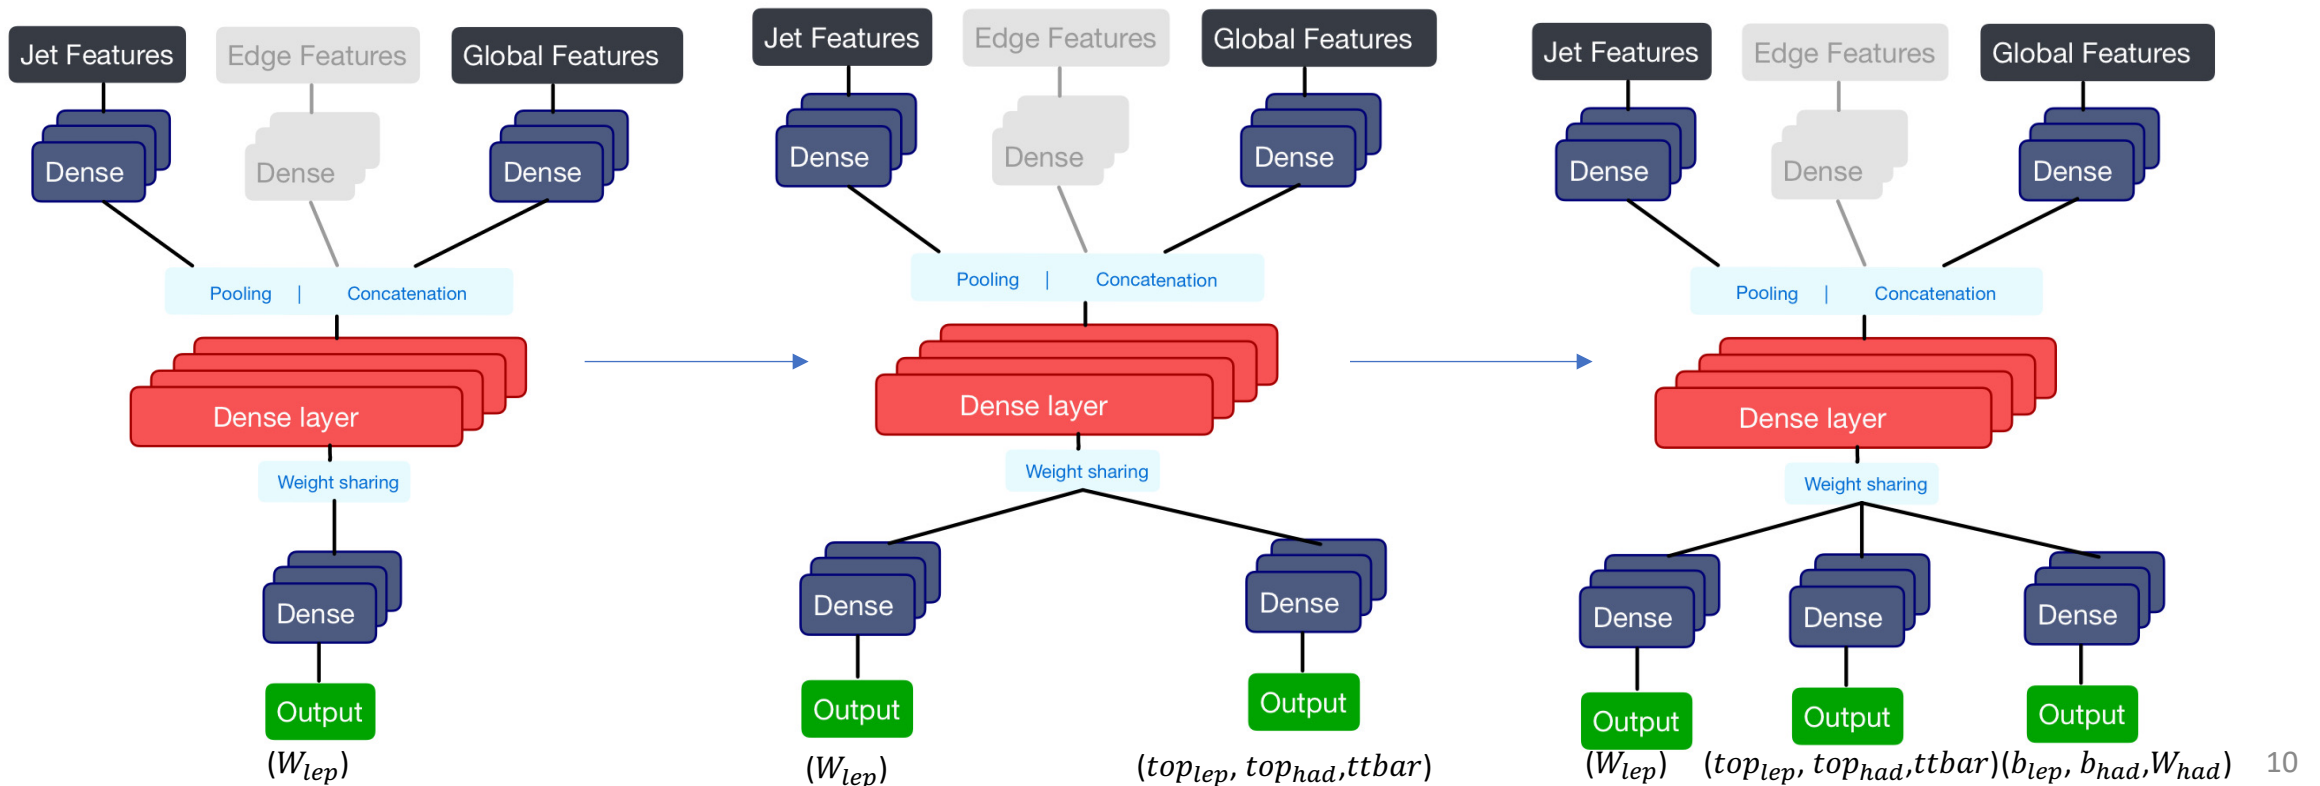 Jet Features
Edge Features
Global Features
Dense
Dense
Dense
Pooling | Concatenation
Dense layer
Weight sharing
Dense
Output
(W_lep)
Jet Features
Edge Features
Global Features
Dense
Dense
Dense
Pooling | Concatenation
Dense layer
Weight sharing
Dense
Dense
Output
Output
(W_lep)
(top_lep, top_had,ttbar)
Jet Features
Edge Features
Global Features
Dense
Dense
Dense
Pooling | Concatenation
Dense layer
Weight sharing
Dense
Dense
Dense
Output
Output
Output
(W_lep)
(top_lep, top_had,ttbar)
(b_lep, b_had,W_had)
10